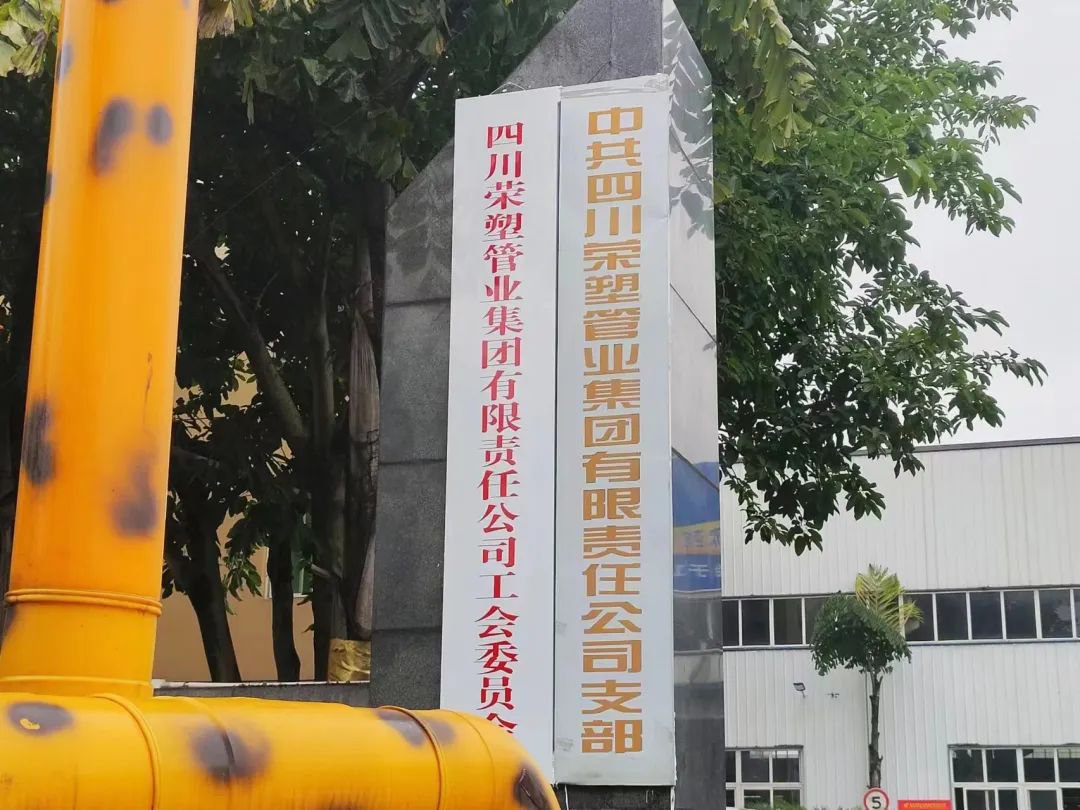 中共四川荣塑管业集团有限责任公司支部
四川荣塑管业集团有限责任公司工会委员会
5